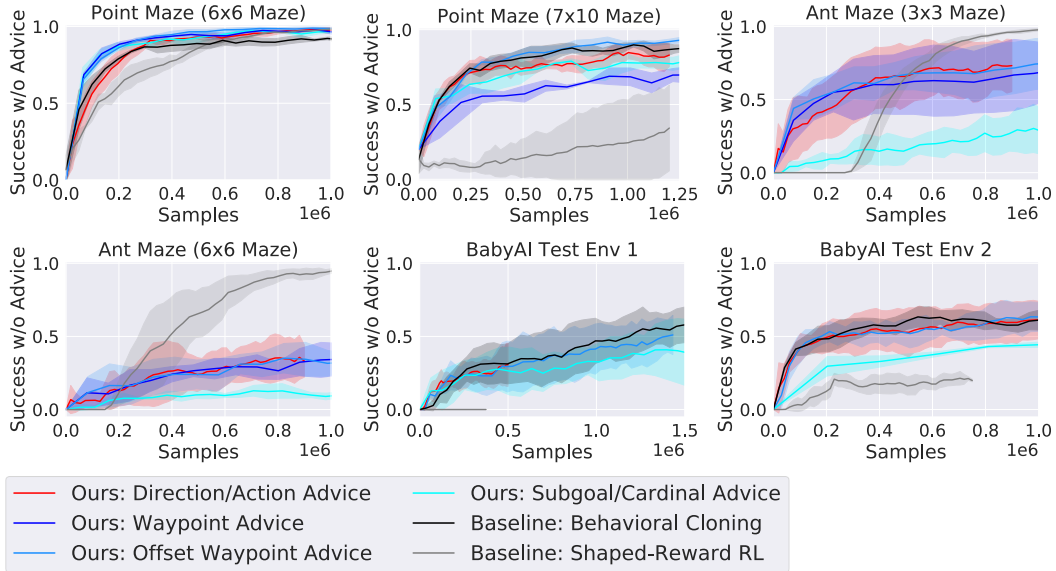 Point Maze (6x6 Maze)
Success w/o Advice
1.0
0.5
0.0
0.0 0.2 0.4 0.6 0.8 1.0
Samples 1e6
Point Maze (7x10 Maze)
Success w/o Advice
1.0
0.5
0.0
0.00 0.25 0.50 0.75 1.00 1.25
Samples 1e6
Ant Maze (3x3 Maze)
Success w/o Advice
1.0
0.5
0.0
0.0 0.2 0.4 0.6 0.8 1.0
Samples 1e6
Ant Maze (6x6 Maze)
Success w/o Advice
1.0
0.5
0.0
0.0 0.2 0.4 0.6 0.8 1.0
Samples 1e6
BabyAI Test Env 1
Success w/o Advice
1.0
0.5
0.0
0.0 0.5 1.0 1.5
Samples 1e6
BabyAI Test Env 2
Success w/o Advice
1.0
0.5
0.0
0.0 0.2 0.4 0.6 0.8 1.0
Samples 1e6
Ours: Direction/Action Advice
Ours: Waypoint Advice
Ours: Offset Waypoint Advice
Ours: Subgoal/Cardinal Advice
Baseline: Behavioral Cloning
Baseline: Shaped-Reward RL